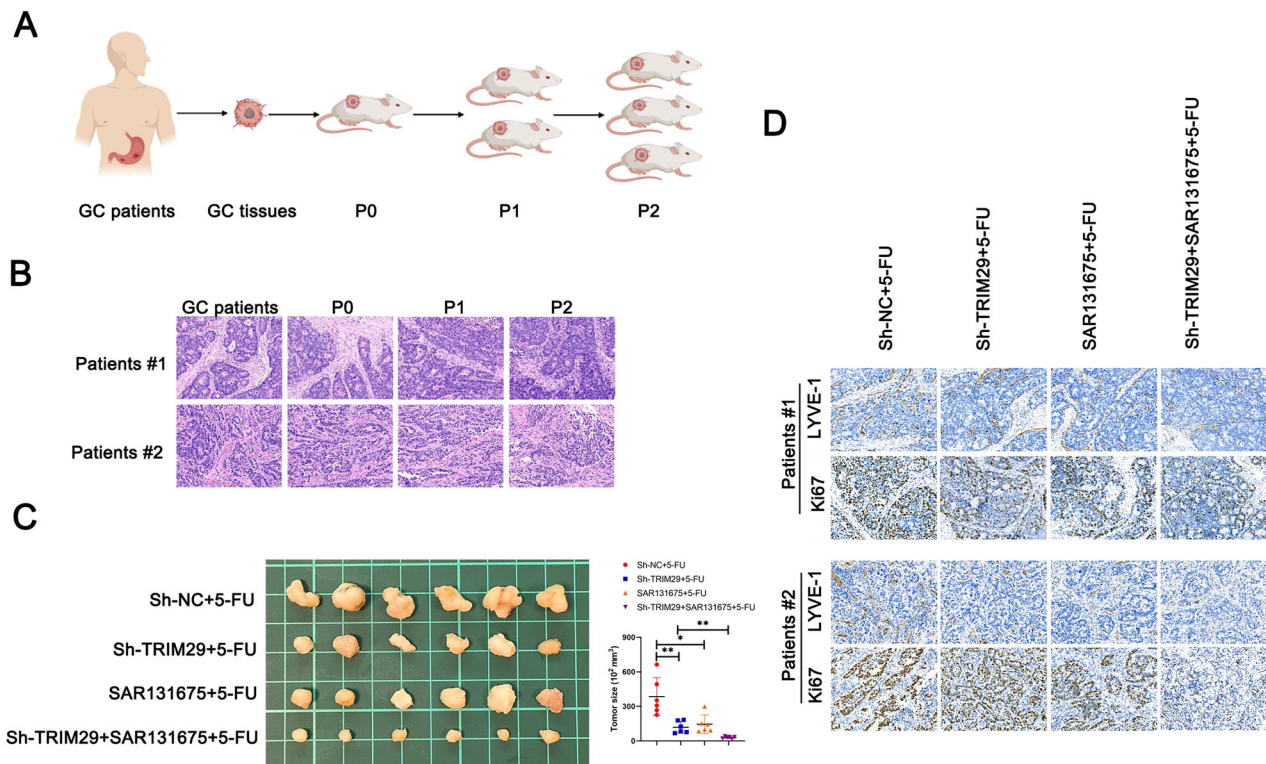 A
GC patients
GC tissues
P0
P1
P2
B
GC patients
P0
P1
P2
Patients #1
Patients #2
C
Sh-NC+5-FU
Sh-TRIM29+5-FU
SAR131675+5-FU
Sh-TRIM29+SAR131675+5-FU
Sh-NC+5-FU
Sh-TRIM29+5-FU
SAR131675+5-FU
Sh-TRIM29+SAR131675+5-FU
Tomor size (10² mm³)
900
600
300
0
**
*
**
D
Sh-NC+5-FU
Sh-TRIM29+5-FU
SAR131675+5-FU
Sh-TRIM29+SAR131675+5-FU
Patients #1
LYVE-1
Ki67
Patients #2
LYVE-1
Ki67